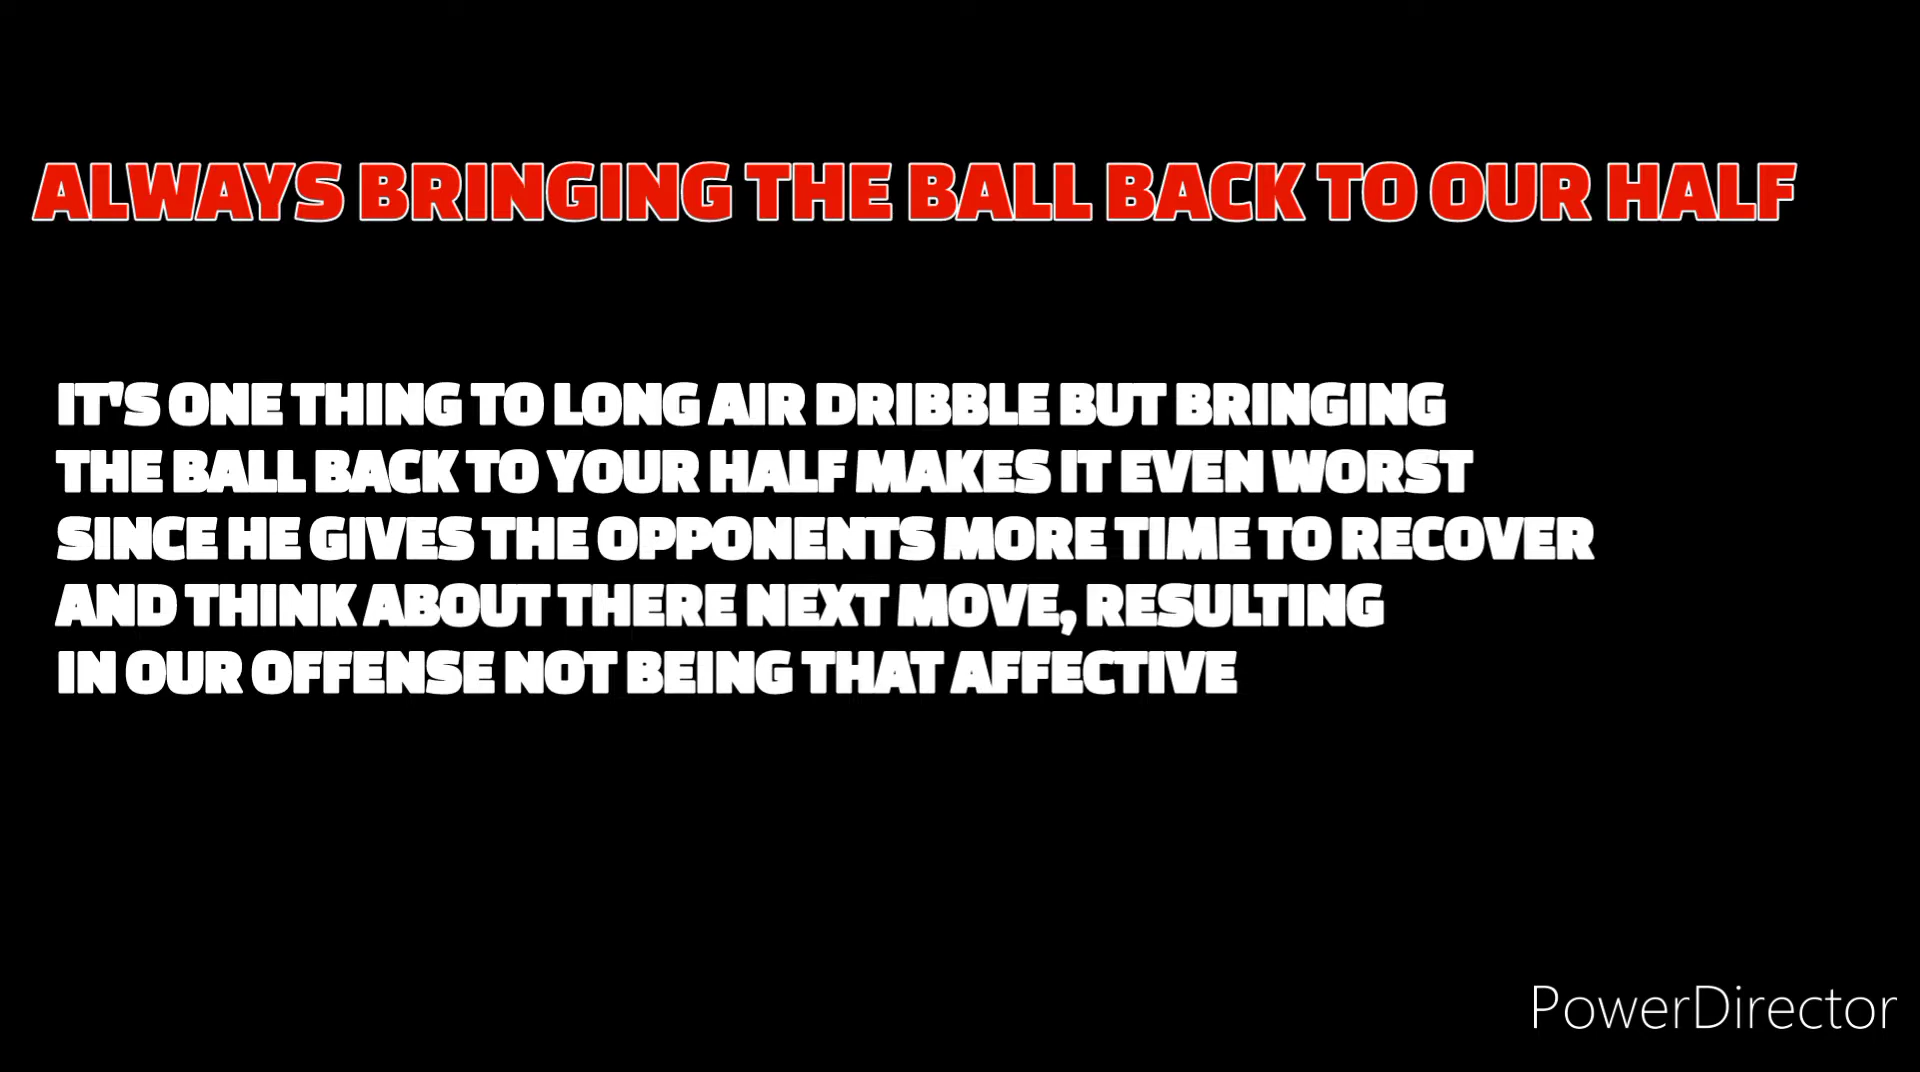 ALWAYS BRINGING THE BALL BACK TO OUR HALF
IT'S ONE THING TO LONG AIR DRIBBLE BUT BRINGING
THE BALL BACK TO YOUR HALF MAKES IT EVEN WORST
SINCE HE GIVES THE OPPONENTS MORE TIME TO RECOVER
AND THINK ABOUT THERE NEXT MOVE, RESULTING
IN OUR OFFENSE NOT BEING THAT AFFECTIVE
PowerDirector